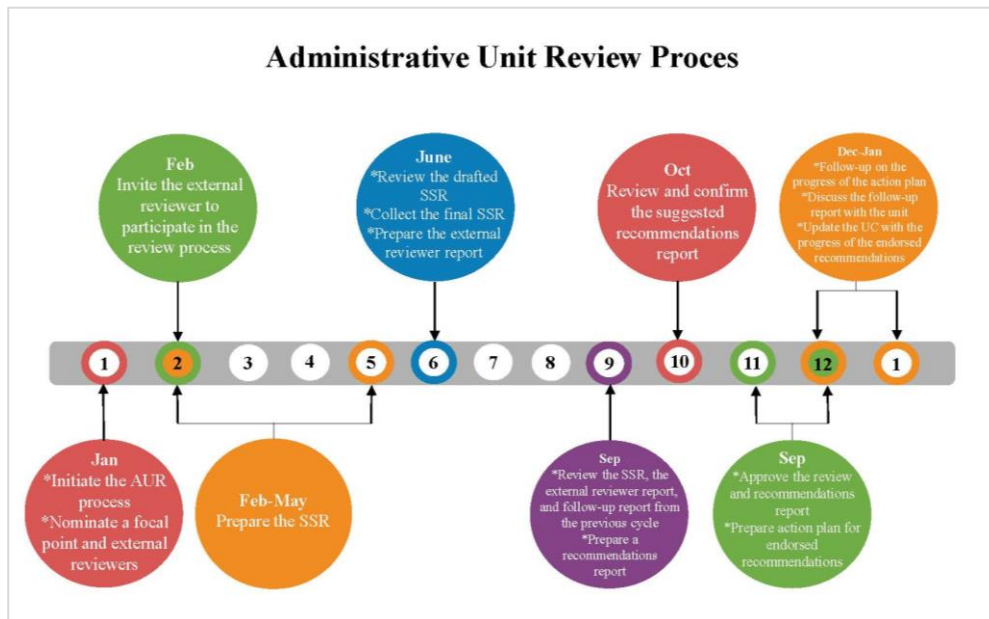 Administrative Unit Review Proces
Feb
Invite the external
reviewer to
participate in the
review process
June
*Review the drafted
SSR
*Collect the final SSR
*Prepare the external
reviewer report
Oct
Review and confirm
the suggested
recommendations
report
Dec-Jan
*Follow-up on the
progress of the action plan
*Discuss the follow-up
report with the unit
*Update the UC with the
progress of the endorsed
recommendations
1
2
3
4
5
6
7
8
9
10
11
12
1
Jan
*Initiate the AUR
process
*Nominate a focal
point and external
reviewers
Feb-May
Prepare the SSR
Sep
*Review the SSR, the
external reviewer report,
and follow-up report from
the previous cycle
*Prepare a
recommendations
report
Sep
*Approve the review
and recommendations
report
*Prepare action plan for
endorsed
recommendations